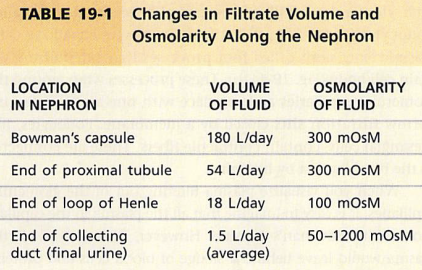 TABLE 19-1 Changes in Filtrate Volume and
Osmolarity Along the Nephron
LOCATION VOLUME OSMOLARITY
IN NEPHRON OF FLUID OF FLUID
Bowman's capsule 180 L/day 300 mOsM
End of proximal tubule 54 L/day 300 mOsM
End of loop of Henle 18 L/day 100 mOsM
End of collecting 1.5 L/day 50–1200 mOsM
duct (final urine) (average)